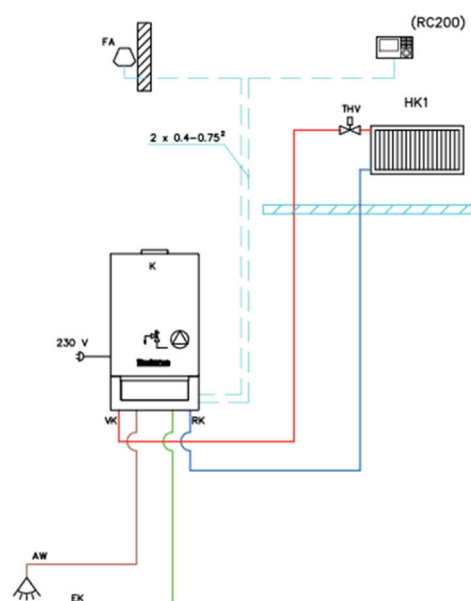 (RC200)
FA
HK1
THV
2 x 0.4-0.75²
K
230 V
VK
RK
AW
EK